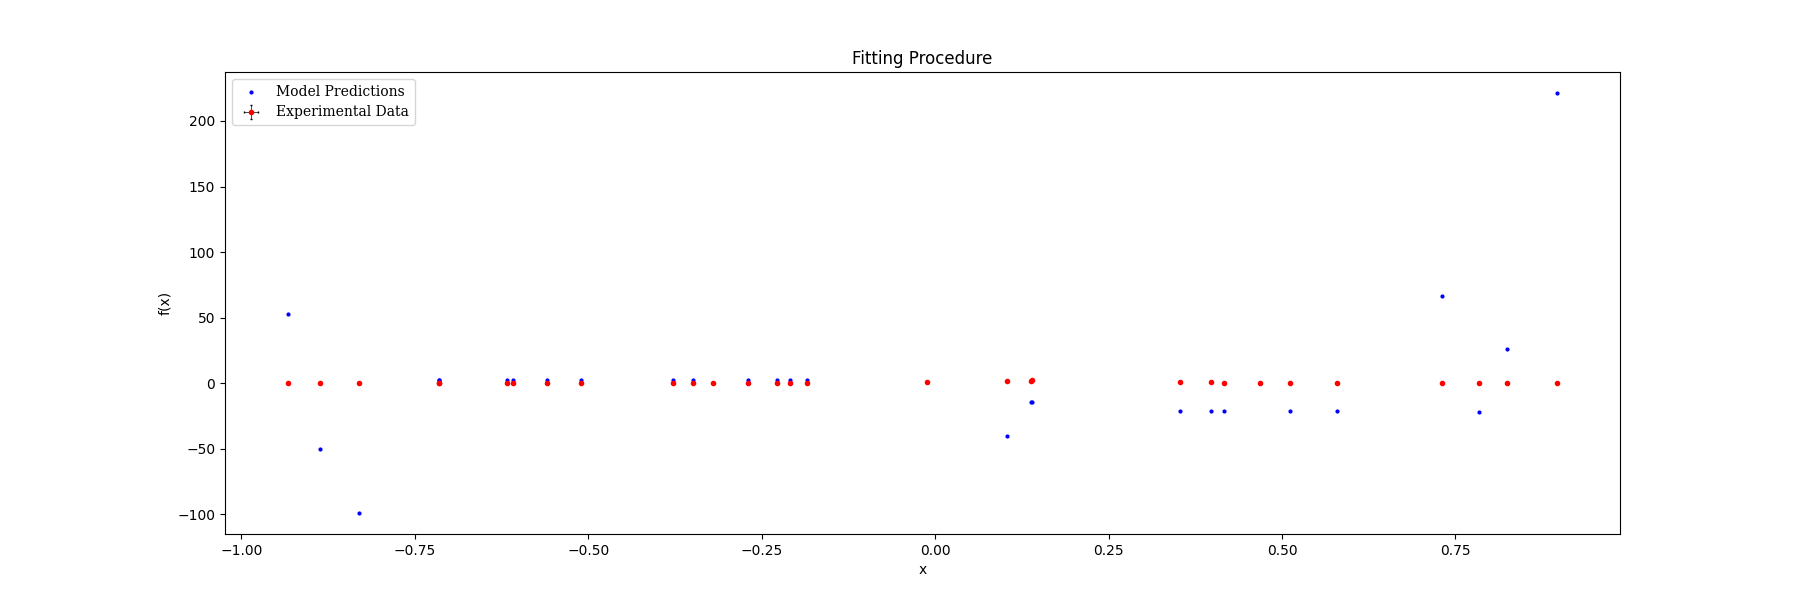 Fitting Procedure
Model Predictions
Experimental Data
f(x)
200
150
100
50
0
−50
−100
−1.00 −0.75 −0.50 −0.25 0.00 0.25 0.50 0.75
x